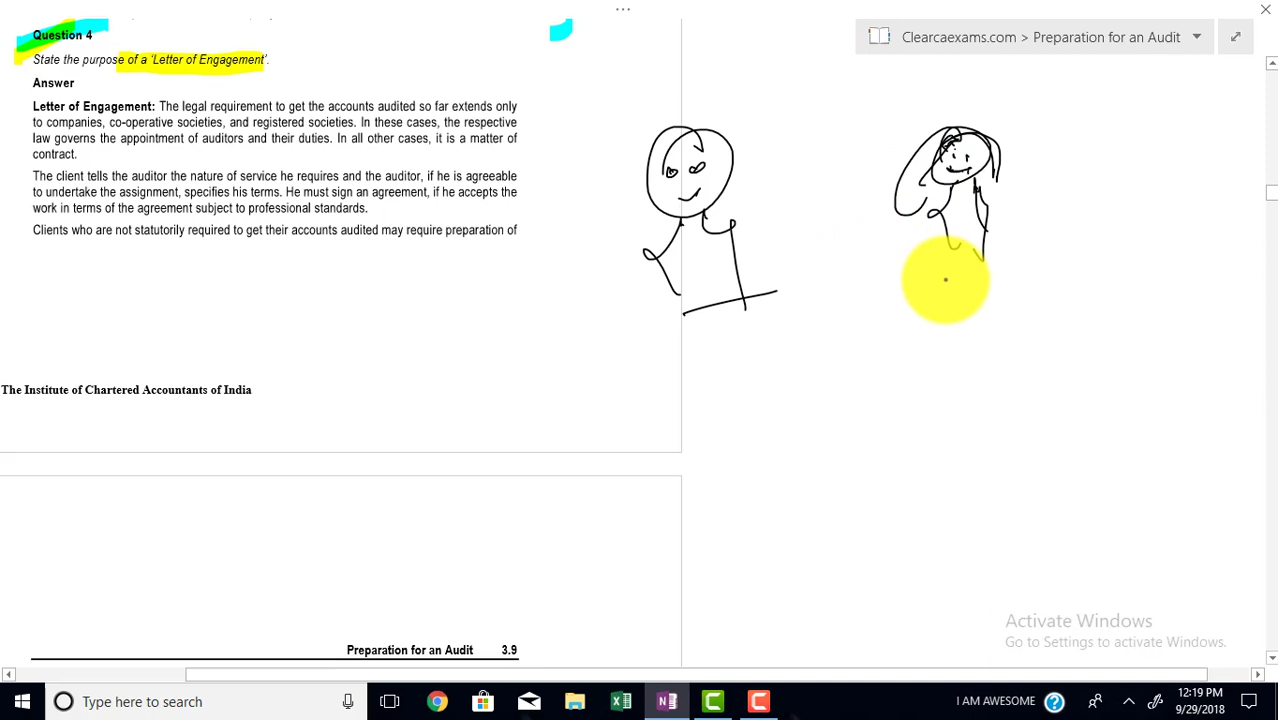 Question 4
Clearcaexams.com > Preparation for an Audit
State the purpose of a 'Letter of Engagement'.
Answer
Letter of Engagement: The legal requirement to get the accounts audited so far extends only
to companies, co-operative societies, and registered societies. In these cases, the respective
law governs the appointment of auditors and their duties. In all other cases, it is a matter of
contract.
The client tells the auditor the nature of service he requires and the auditor, if he is agreeable
to undertake the assignment, specifies his terms. He must sign an agreement, if he accepts the
work in terms of the agreement subject to professional standards.
Clients who are not statutorily required to get their accounts audited may require preparation of
The Institute of Chartered Accountants of India
Preparation for an Audit 3.9
Activate Windows
Go to Settings to activate Windows.
Type here to search
I AM AWESOME
12:19 PM
9/29/2018